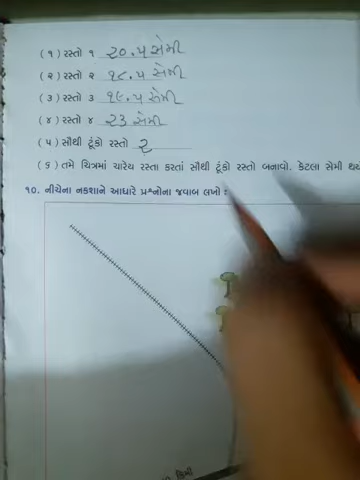 (૧) રસ્તો ૧ ૨૦.૫ સેમી
(૨) રસ્તો ૨ ૧૮.૫ સેમી
(૩) રસ્તો ૩ ૧૯.૫ સેમી
(૪) રસ્તો ૪ ૨૩ સેમી
(૫) સૌથી ટૂંકો રસ્તો ૨
(૬) તમે ચિત્રમાં ચારેય રસ્તા કરતાં સૌથી ટૂંકો રસ્તો બનાવો. કેટલા સેમી થય
૧૦. નીચેના નકશાને આધારે પ્રશ્નોના જવાબ લખો :
કિમી